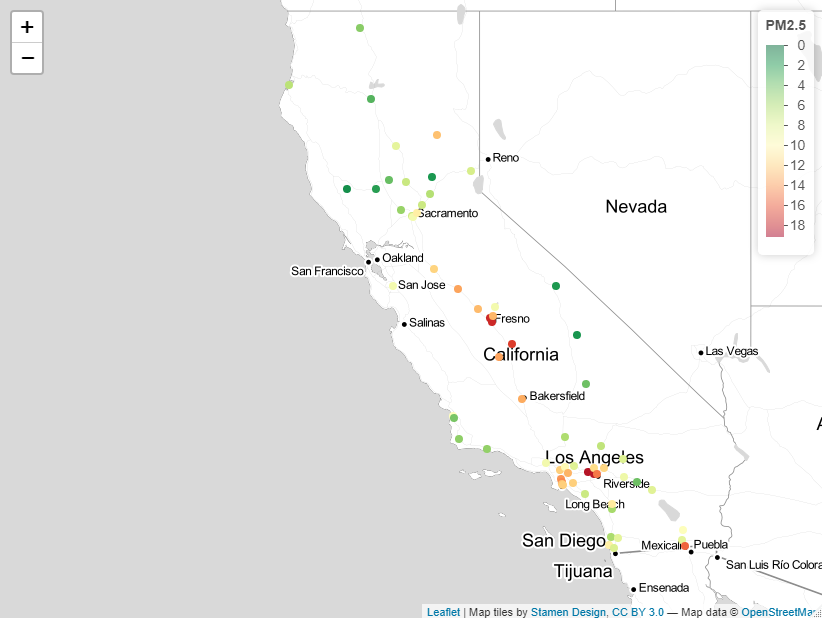 +
−
PM2.5
0
2
4
6
8
10
12
14
16
18
Reno
Nevada
Sacramento
Oakland
San Francisco
San Jose
Salinas
Fresno
California
Las Vegas
Bakersfield
Los Angeles
Riverside
Long Beach
San Diego
Mexicali
Puebla
Tijuana
San Luis Río Colora
Ensenada
Leaflet | Map tiles by Stamen Design, CC BY 3.0 — Map data © OpenStreetMap